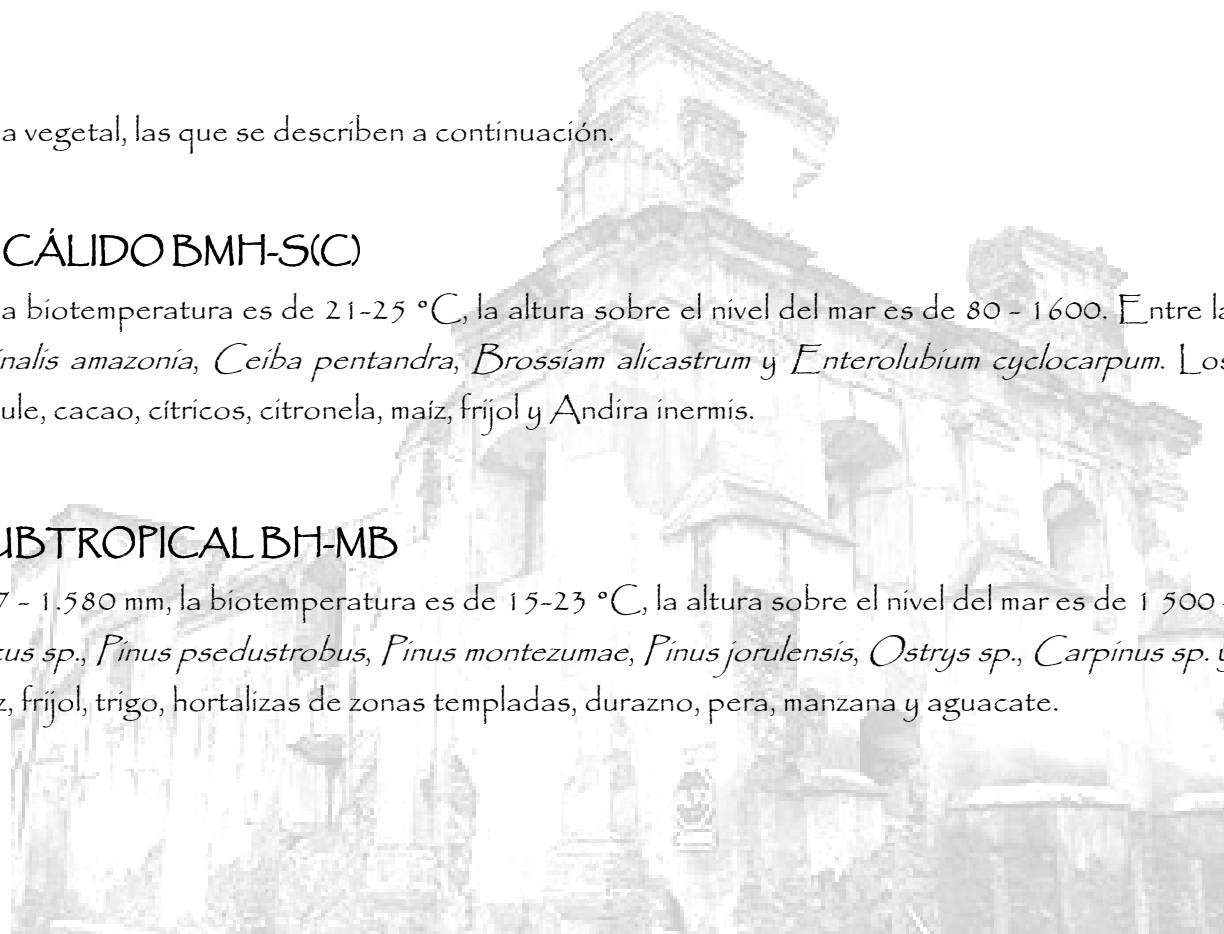 a vegetal, las que se describen a continuación.
CÁLIDO BMH-S(C)
a biotemperatura es de 21-25 °C, la altura sobre el nivel del mar es de 80 - 1600. Entre la
nalis amazonia, Ceiba pentandra, Brossiam alicastrum y Enterolubium cyclocarpum. Los
ule, cacao, cítricos, citronela, maíz, frijol y Andira inermis.
UBTROPICAL BH-MB
7 - 1.580 mm, la biotemperatura es de 15-23 °C, la altura sobre el nivel del mar es de 1 500 -
cus sp., Pinus psedustrobus, Pinus montezumae, Pinus jorulensis, Ostrys sp., Carpinus sp. y
z, frijol, trigo, hortalizas de zonas templadas, durazno, pera, manzana y aguacate.